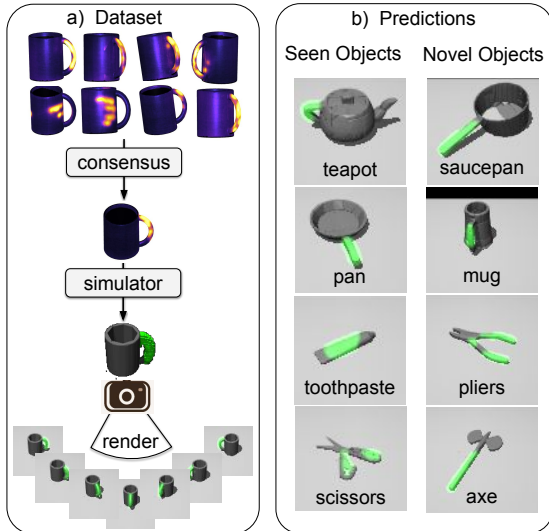 a) Dataset
consensus
simulator
render
b) Predictions
Seen Objects
Novel Objects
teapot
saucepan
pan
mug
toothpaste
pliers
scissors
axe